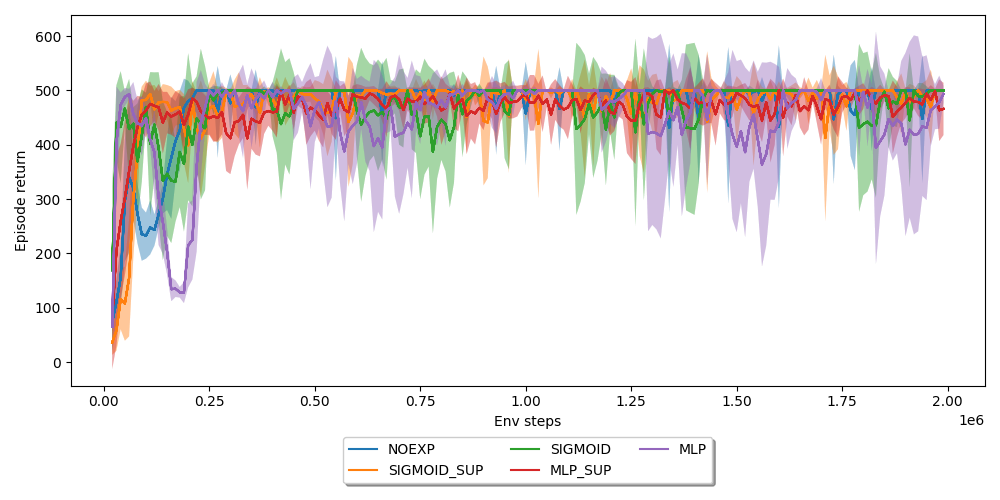 600
500
400
300
200
100
0
Episode return
0.00 0.25 0.50 0.75 1.00 1.25 1.50 1.75 2.00
1e6
Env steps
NOEXP SIGMOID MLP
SIGMOID_SUP MLP_SUP